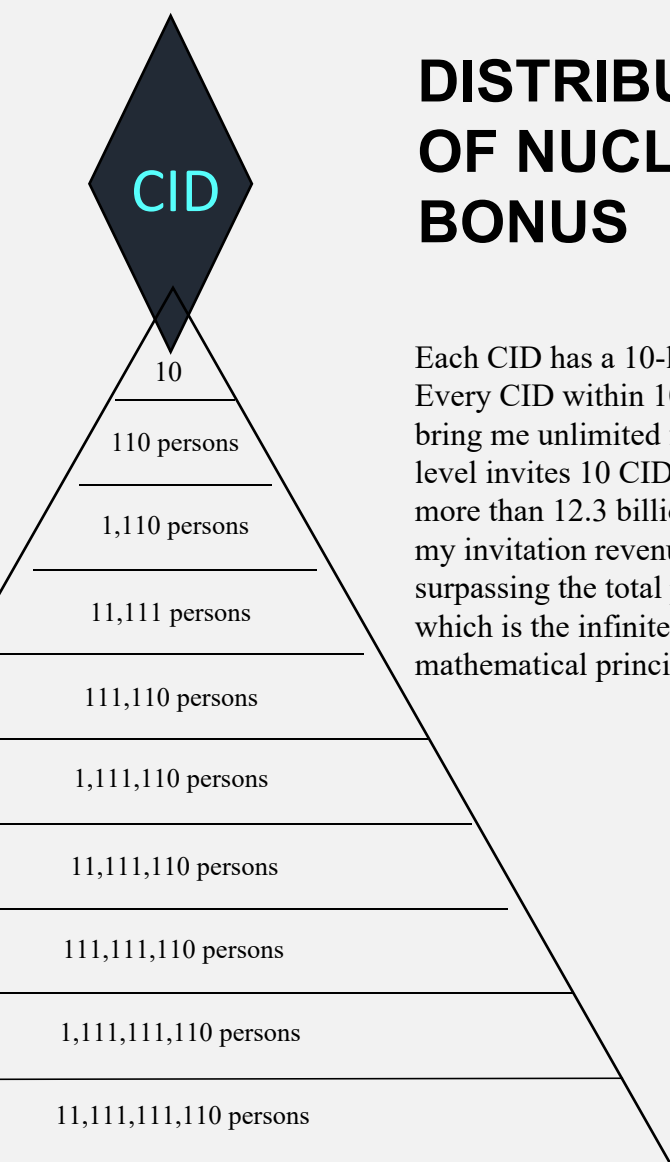 CID
DISTRIBU
OF NUCL
BONUS
Each CID has a 10-
Every CID within 10
bring me unlimited
level invites 10 CID
more than 12.3 billi
my invitation revenu
surpassing the total
which is the infinite
mathematical princi
10
110 persons
1,110 persons
11,111 persons
111,110 persons
1,111,110 persons
11,111,110 persons
111,111,110 persons
1,111,111,110 persons
11,111,111,110 persons